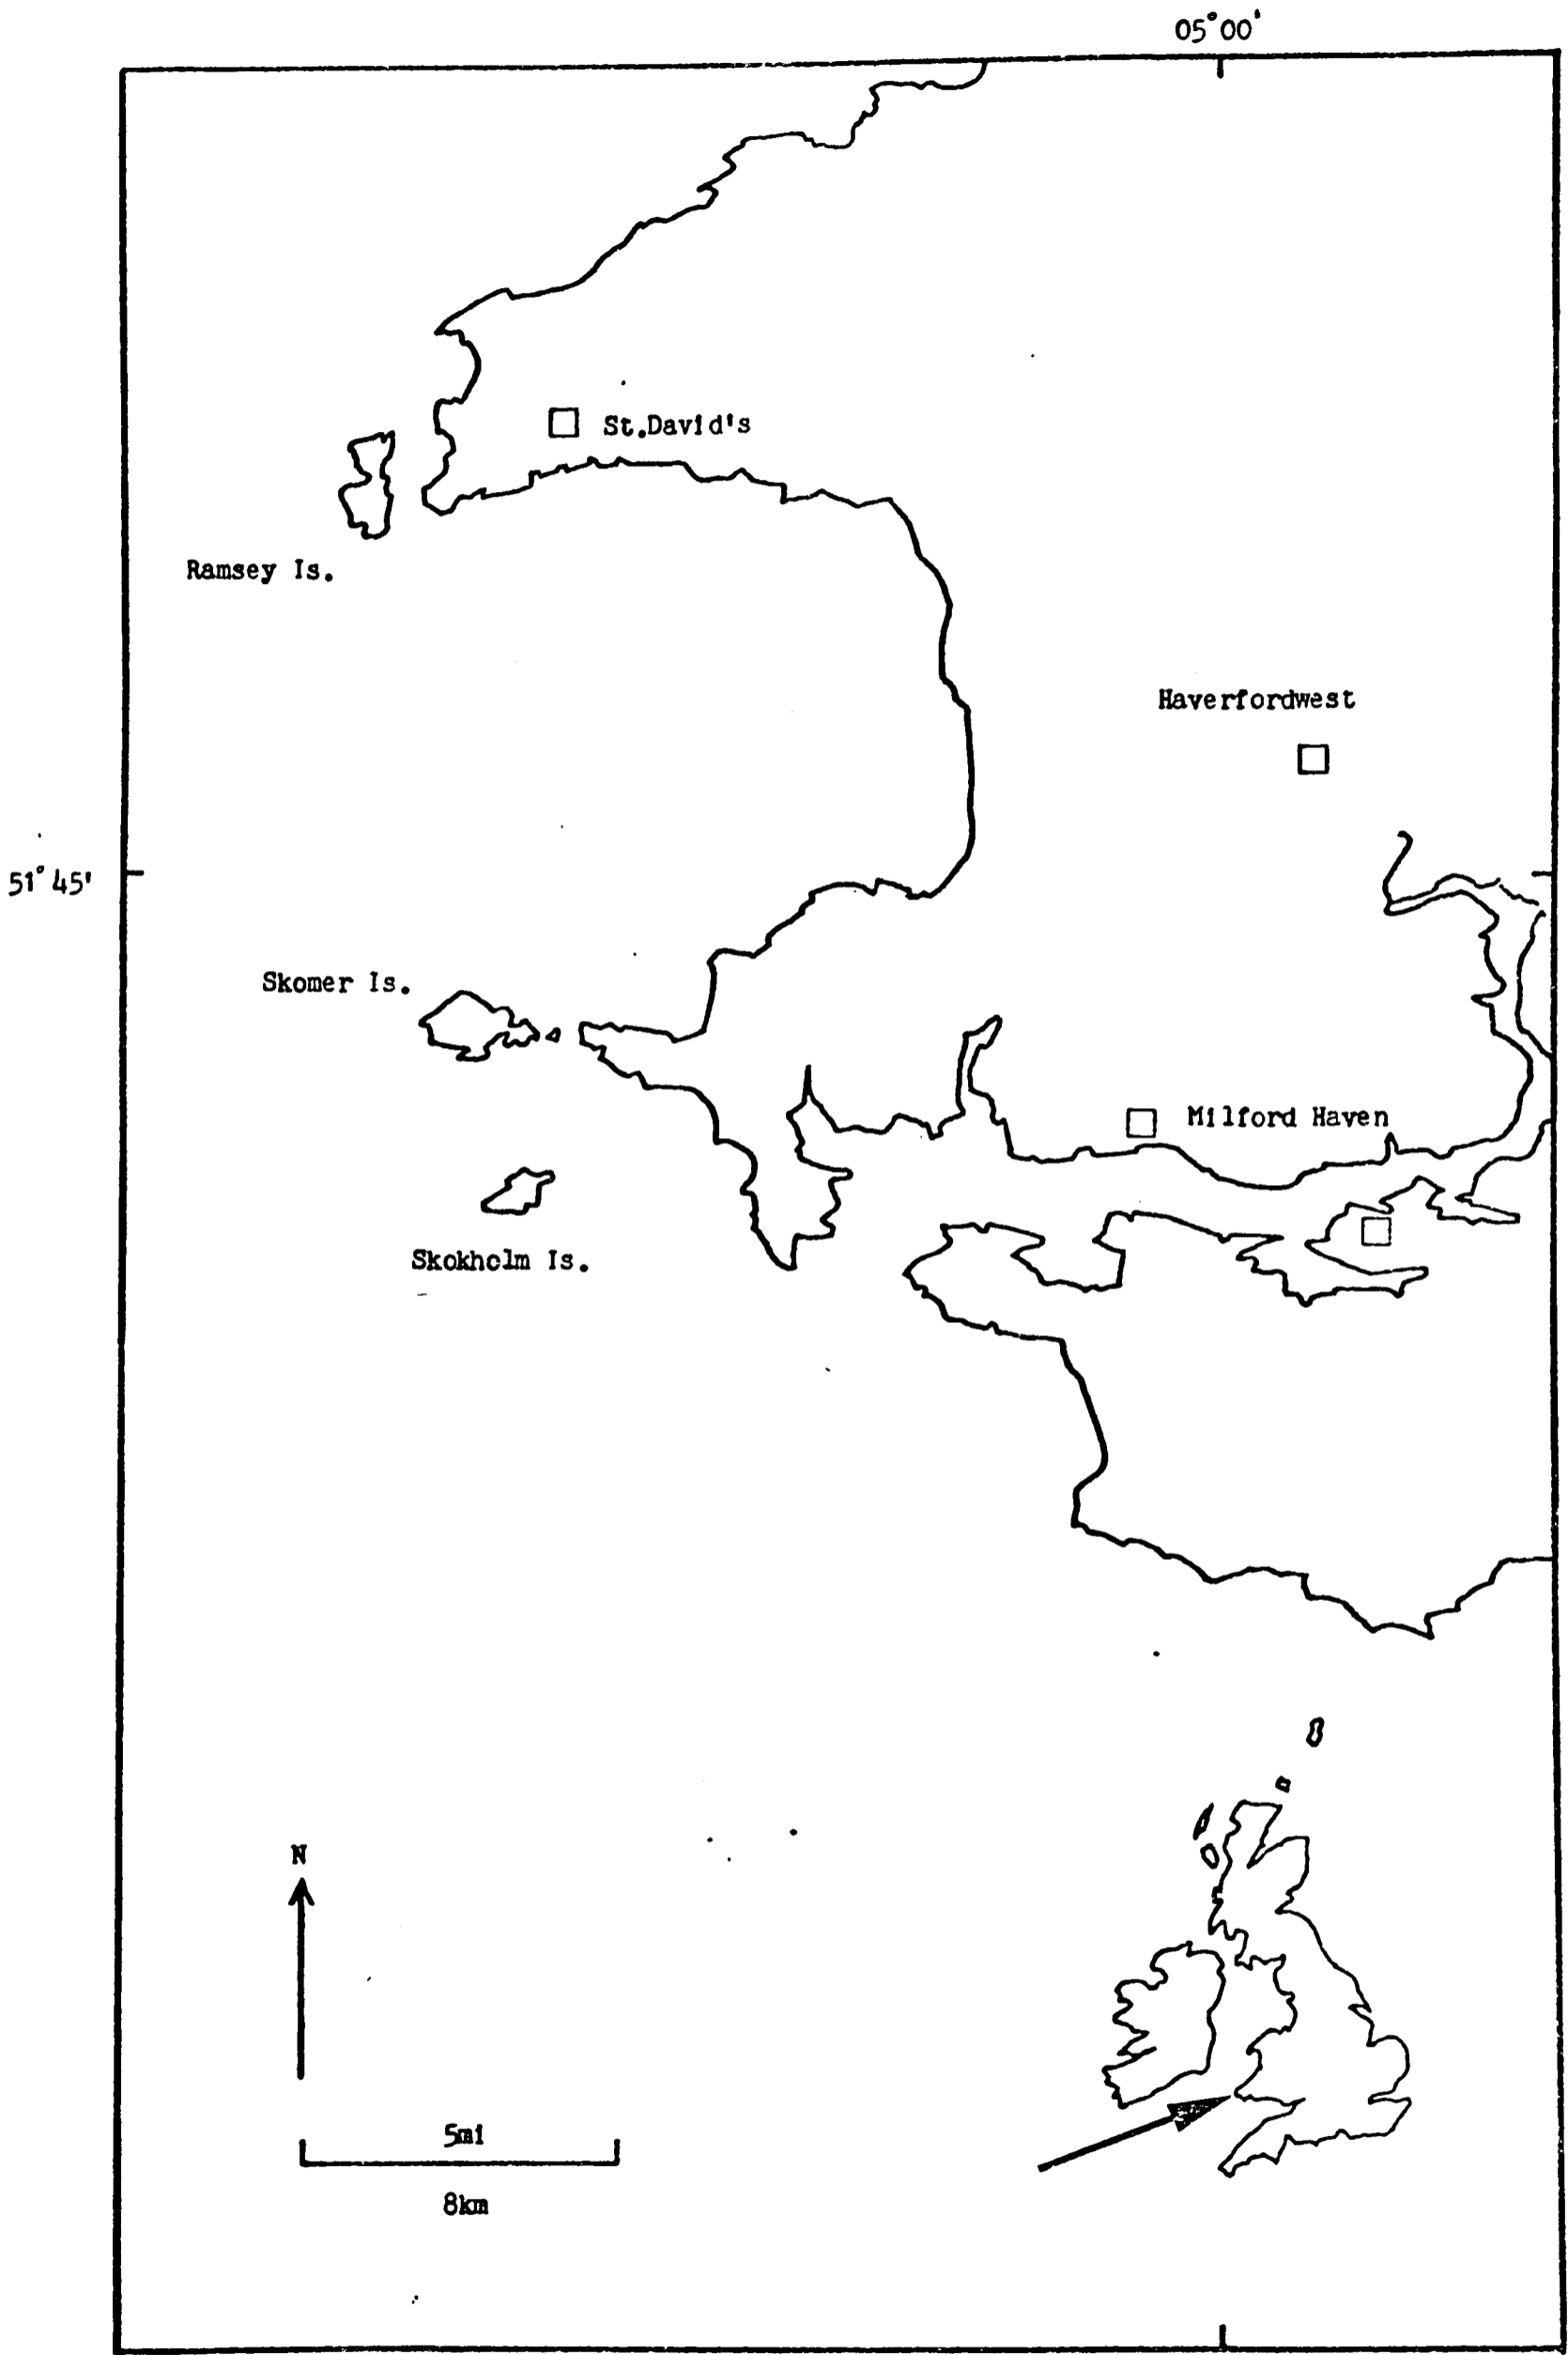 05°00'
St.David's
Ramsey Is.
Haverfordwest
51°45'
Skomer Is.
Milford Haven
Skokholm Is.
N
5mi
8km